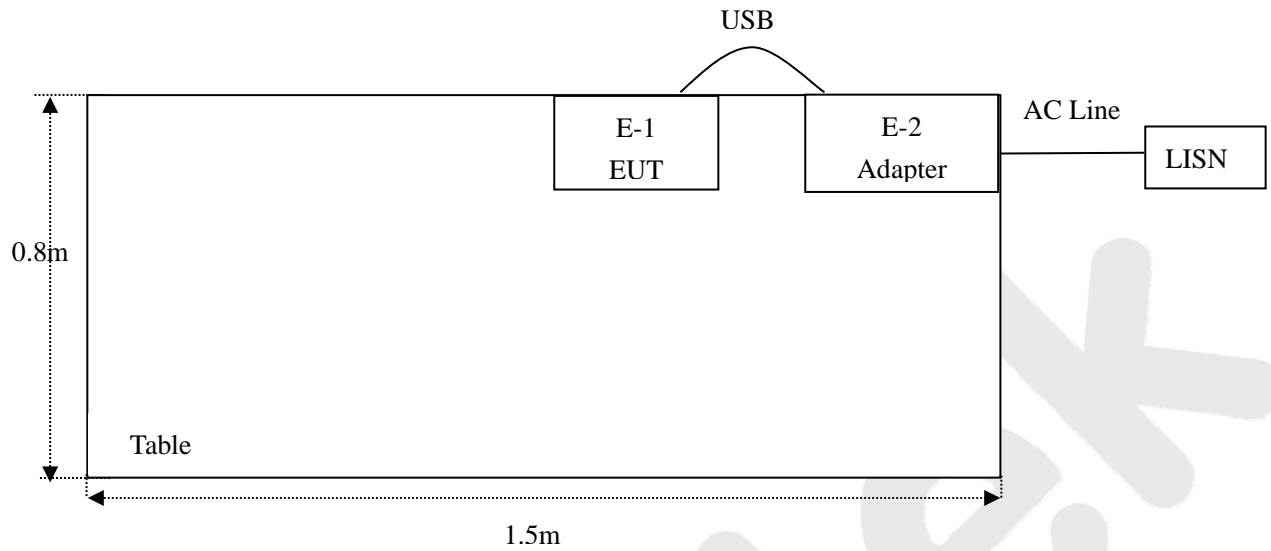 USB
E-1
EUT
E-2
Adapter
AC Line
LISN
0.8m
Table
1.5m